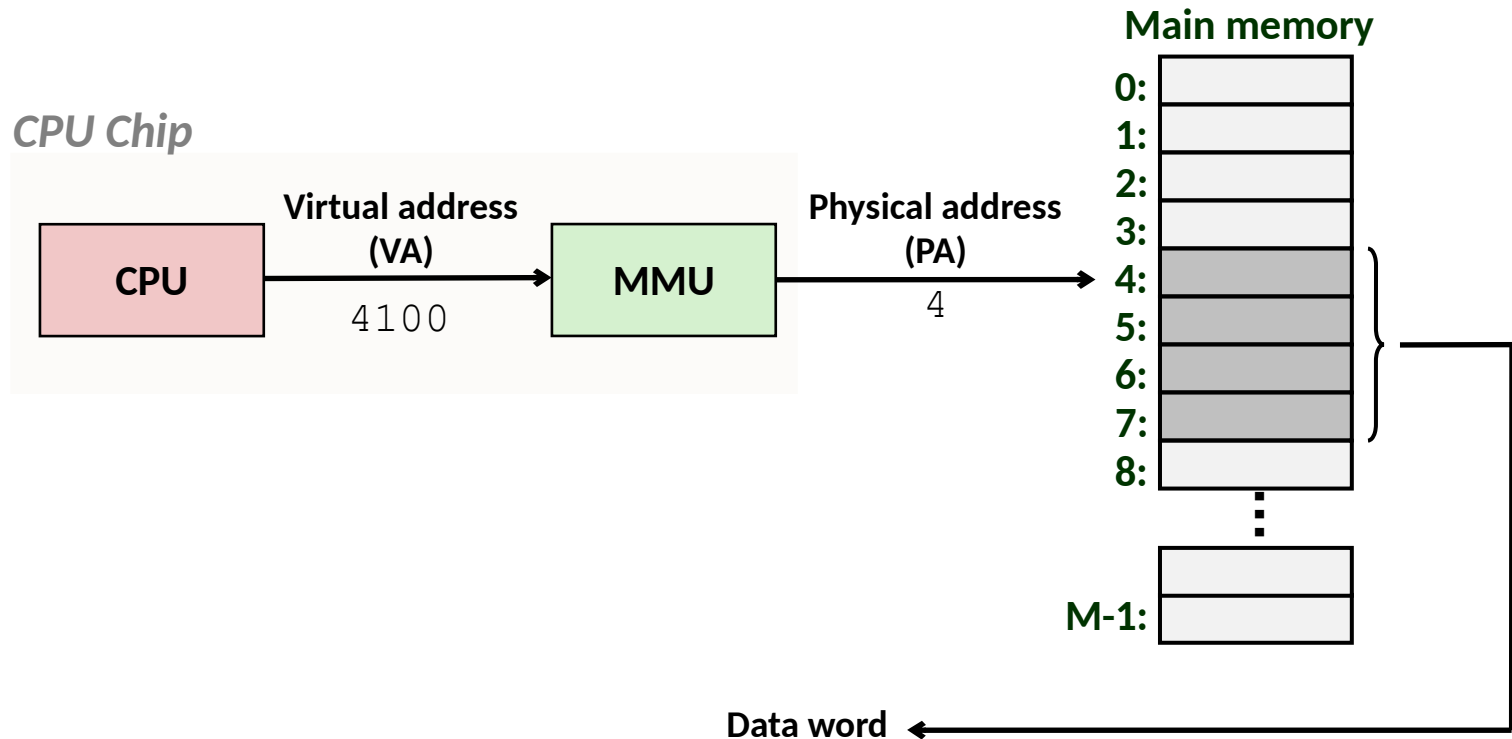 Main memory
0:
1:
CPU Chip
2:
Virtual address
(VA)
Physical address
(PA)
3:
CPU
MMU
4:
4100
4
5:
6:
7:
8:
M-1:
Data word